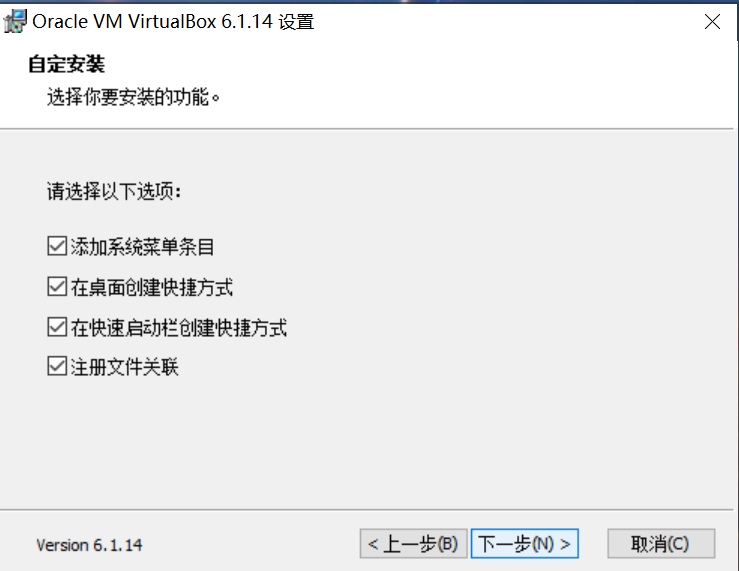 Oracle VM VirtualBox 6.1.14 设置
自定安装
选择你要安装的功能。
请选择以下选项:
添加系统菜单条目
在桌面创建快捷方式
在快速启动栏创建快捷方式
注册文件关联
Version 6.1.14
< 上一步(B)
下一步(N) >
取消(C)